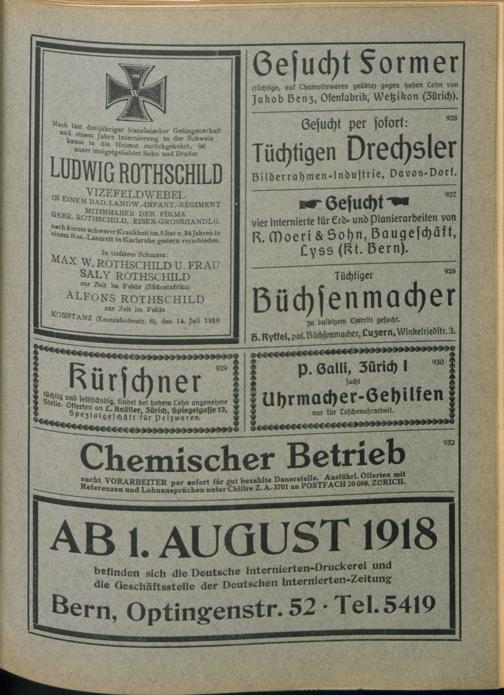 Nach fast dreijähriger französischer Gefangenschaft
und einem Jahre Internierung in der Schweiz
kaum in die Heimat zurückgekehrt, ist
unser innigstgeliebter Sohn und Bruder
LUDWIG ROTHSCHILD
VIZEFELDWEBEL
IN EINEM BAD. LANDW.-INFANT.-REGIMENT
MITINHABER DER FIRMA
GEBR. ROTHSCHILD, EISEN-GROSSHANDLG.
nach kurzer schwerer Krankheit im Alter v. 34 Jahren in
einem Res.-Lazarett in Karlsruhe gestern verschieden.
In tiefstem Schmerz:
MAX W. ROTHSCHILD U. FRAU
SALY ROTHSCHILD
zur Zeit im Felde (Südostafrika)
ALFONS ROTHSCHILD
zur Zeit im Felde
KONSTANZ (Emmishoferstr. 6), den 14. Juli 1918
Gesucht Former
(tüchtige, auf Chamottewaren geübte) gegen hohen Lohn von
Jakob Benz, Ofenfabrik, Wetzikon (Zürich).
928
Gesucht per sofort:
Tüchtigen Drechsler
Bilderrahmen-Industrie, Davos-Dorf.
927
Gesucht
vier Internierte für Erd- und Planierarbeiten von
R. Moeri & Sohn, Baugeschäft,
Lyss (Kt. Bern).
926
Tüchtiger
Büchsenmacher
zu baldigem Eintritt gesucht.
H. Ryffel, pat. Büchsenmacher, Luzern, Winkelriedstr. 3.
929
Kürschner
tüchtig und selbständig, findet bei hohem Lohn angenehme
Stelle. Offerten an L. Knößler, Zürich, Spiegelgasse 13,
Spezialgeschäft für Pelzwaren.
930
P. Galli, Zürich I
sucht
Uhrmacher-Gehilfen
nur für Taschenuhrarbeit.
932
Chemischer Betrieb
sucht VORARBEITER per sofort für gut bezahlte Dauerstelle. Ausführl. Offerten mit
Referenzen und Lohnansprüchen unter Chiffre Z. A. 3701 an POSTFACH 20 008, ZÜRICH.
AB 1. AUGUST 1918
befinden sich die Deutsche Internierten-Druckerei und
die Geschäftsstelle der Deutschen Internierten-Zeitung
Bern, Optingenstr. 52 · Tel. 5419